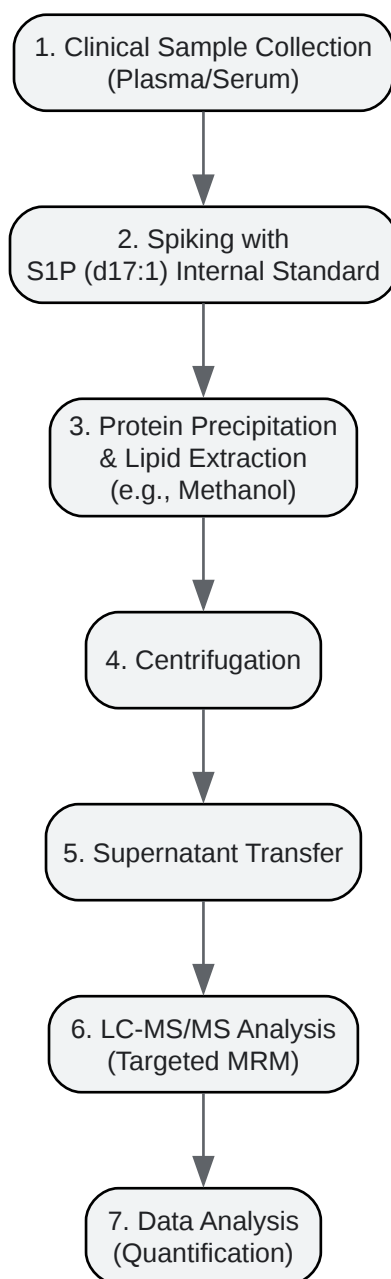 1. Clinical Sample Collection
(Plasma/Serum)
2. Spiking with
S1P (d17:1) Internal Standard
3. Protein Precipitation
& Lipid Extraction
(e.g., Methanol)
4. Centrifugation
5. Supernatant Transfer
6. LC-MS/MS Analysis
(Targeted MRM)
7. Data Analysis
(Quantification)